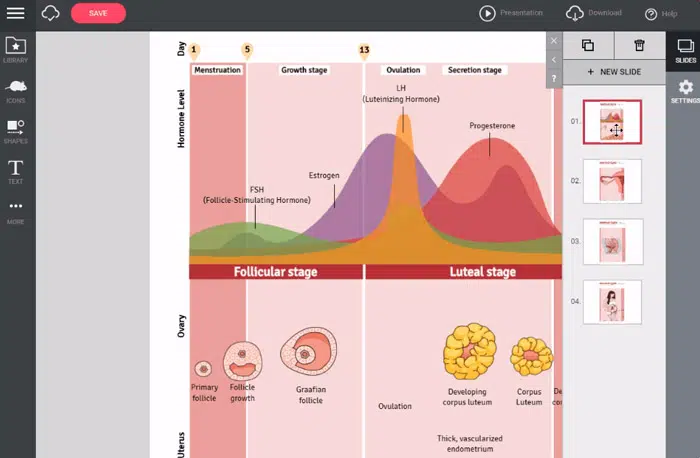 SAVE
Presentation
Download
Help
LIBRARY
ICONS
SHAPES
TEXT
MORE
Day
1
5
13
Menstruation
Growth stage
Ovulation
Secretion stage
Hormone Level
LH
(Luteinizing Hormone)
Progesterone
Estrogen
FSH
(Follicle-Stimulating Hormone)
Follicular stage
Luteal stage
Ovary
Primary
follicle
Follicle
growth
Graafian
follicle
Ovulation
Developing
corpus luteum
Corpus
Luteum
De
co
Uterus
Thick, vascularized
endometrium
?
+ NEW SLIDE
01.
02.
03.
04.
SLIDES
SETTINGS